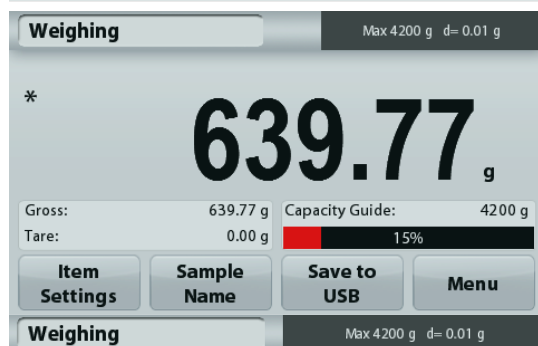 Weighing Max 4200 g d= 0.01 g
*
639.77 g
Gross: 639.77 g Capacity Guide: 4200 g
Tare: 0.00 g 15%
Item Settings Sample Name Save to USB Menu
Weighing Max 4200 g d= 0.01 g